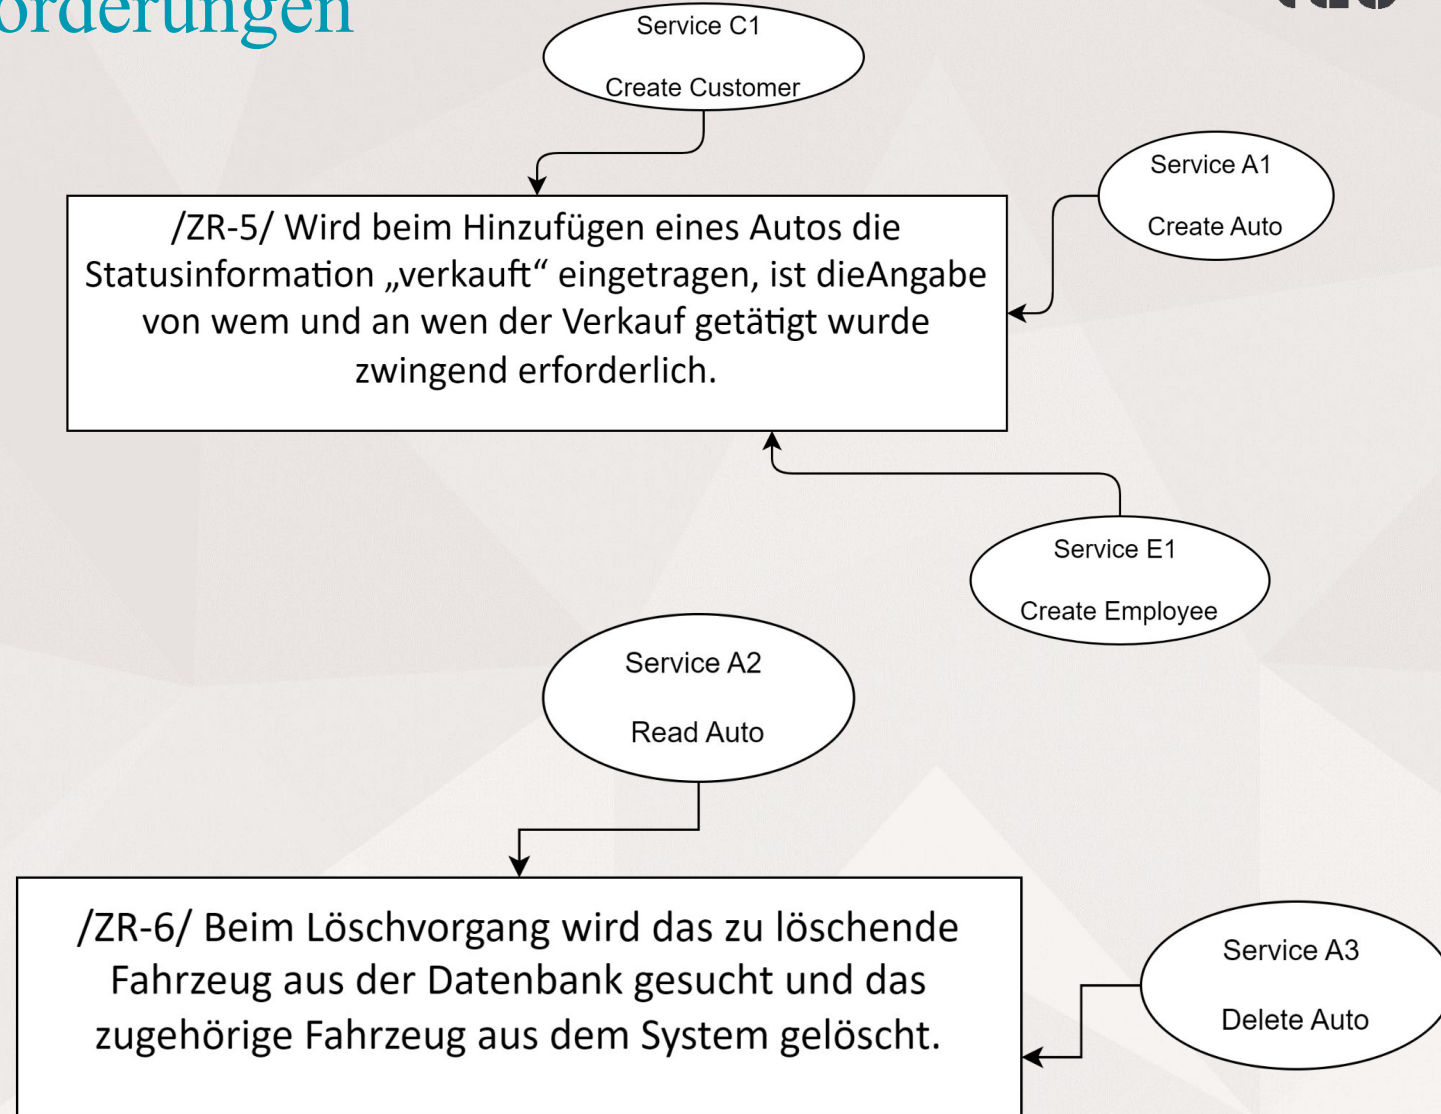 orderungen
Service C1
Create Customer
Service A1
Create Auto
/ZR-5/ Wird beim Hinzufügen eines Autos die
Statusinformation „verkauft“ eingetragen, ist dieAngabe
von wem und an wen der Verkauf getätigt wurde
zwingend erforderlich.
Service E1
Create Employee
Service A2
Read Auto
/ZR-6/ Beim Löschvorgang wird das zu löschende
Fahrzeug aus der Datenbank gesucht und das
zugehörige Fahrzeug aus dem System gelöscht.
Service A3
Delete Auto